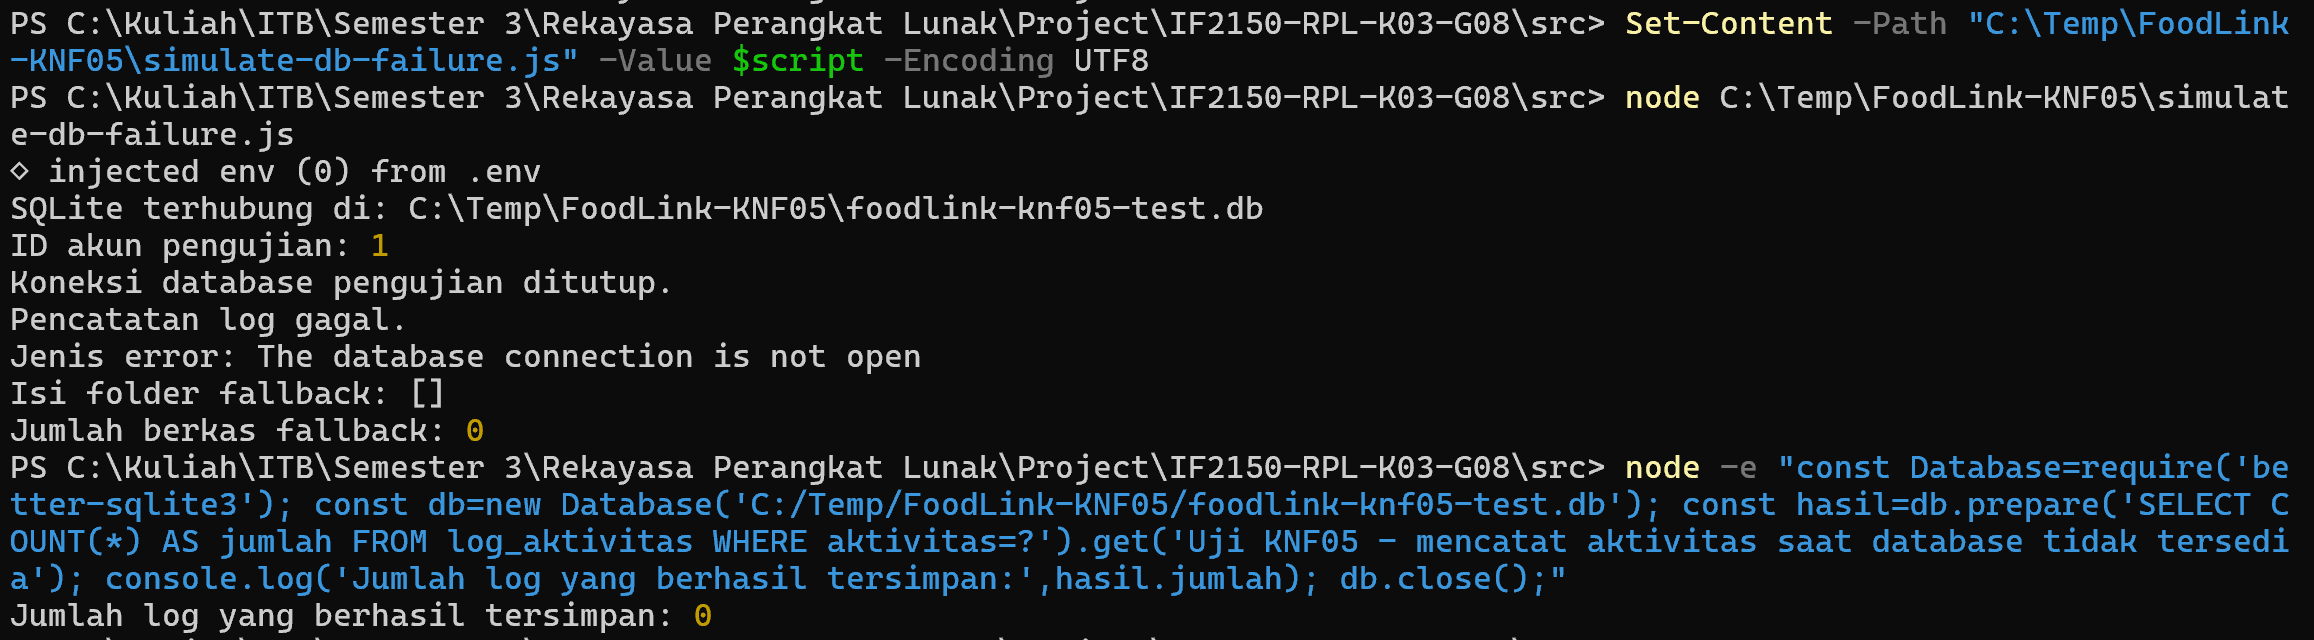 PS C:\Kuliah\ITB\Semester 3\Rekayasa Perangkat Lunak\Project\IF2150-RPL-K03-G08\src> Set-Content -Path "C:\Temp\FoodLink
-KNF05\simulate-db-failure.js" -Value $script -Encoding UTF8
PS C:\Kuliah\ITB\Semester 3\Rekayasa Perangkat Lunak\Project\IF2150-RPL-K03-G08\src> node C:\Temp\FoodLink-KNF05\simulat
e-db-failure.js
◇ injected env (0) from .env
SQLite terhubung di: C:\Temp\FoodLink-KNF05\foodlink-knf05-test.db
ID akun pengujian: 1
Koneksi database pengujian ditutup.
Pencatatan log gagal.
Jenis error: The database connection is not open
Isi folder fallback: []
Jumlah berkas fallback: 0
PS C:\Kuliah\ITB\Semester 3\Rekayasa Perangkat Lunak\Project\IF2150-RPL-K03-G08\src> node -e "const Database=require('be
tter-sqlite3'); const db=new Database('C:/Temp/FoodLink-KNF05/foodlink-knf05-test.db'); const hasil=db.prepare('SELECT C
OUNT(*) AS jumlah FROM log_aktivitas WHERE aktivitas=?').get('Uji KNF05 - mencatat aktivitas saat database tidak tersedi
a'); console.log('Jumlah log yang berhasil tersimpan:',hasil.jumlah); db.close();"
Jumlah log yang berhasil tersimpan: 0